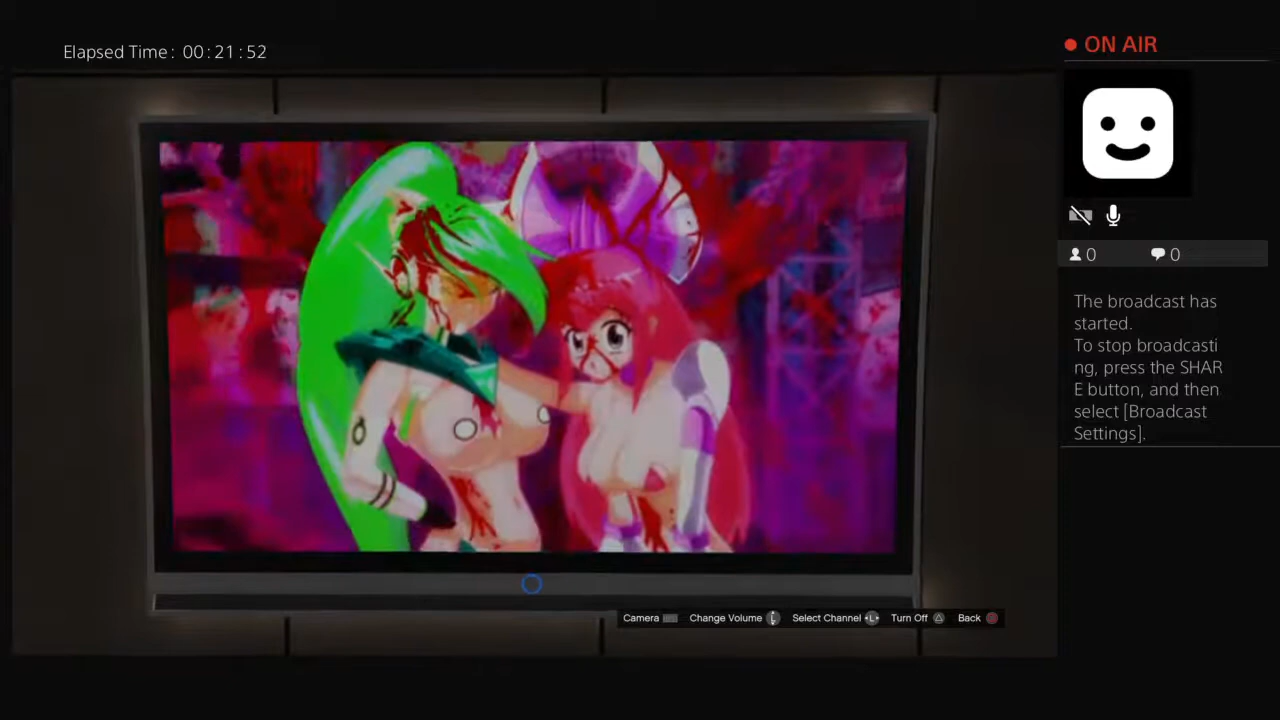 Elapsed Time: 00:21:52
ON AIR
0
0
The broadcast has
started.
To stop broadcasti
ng, press the SHAR
E button, and then
select [Broadcast
Settings].
Camera Change Volume L Select Channel L Turn Off Back